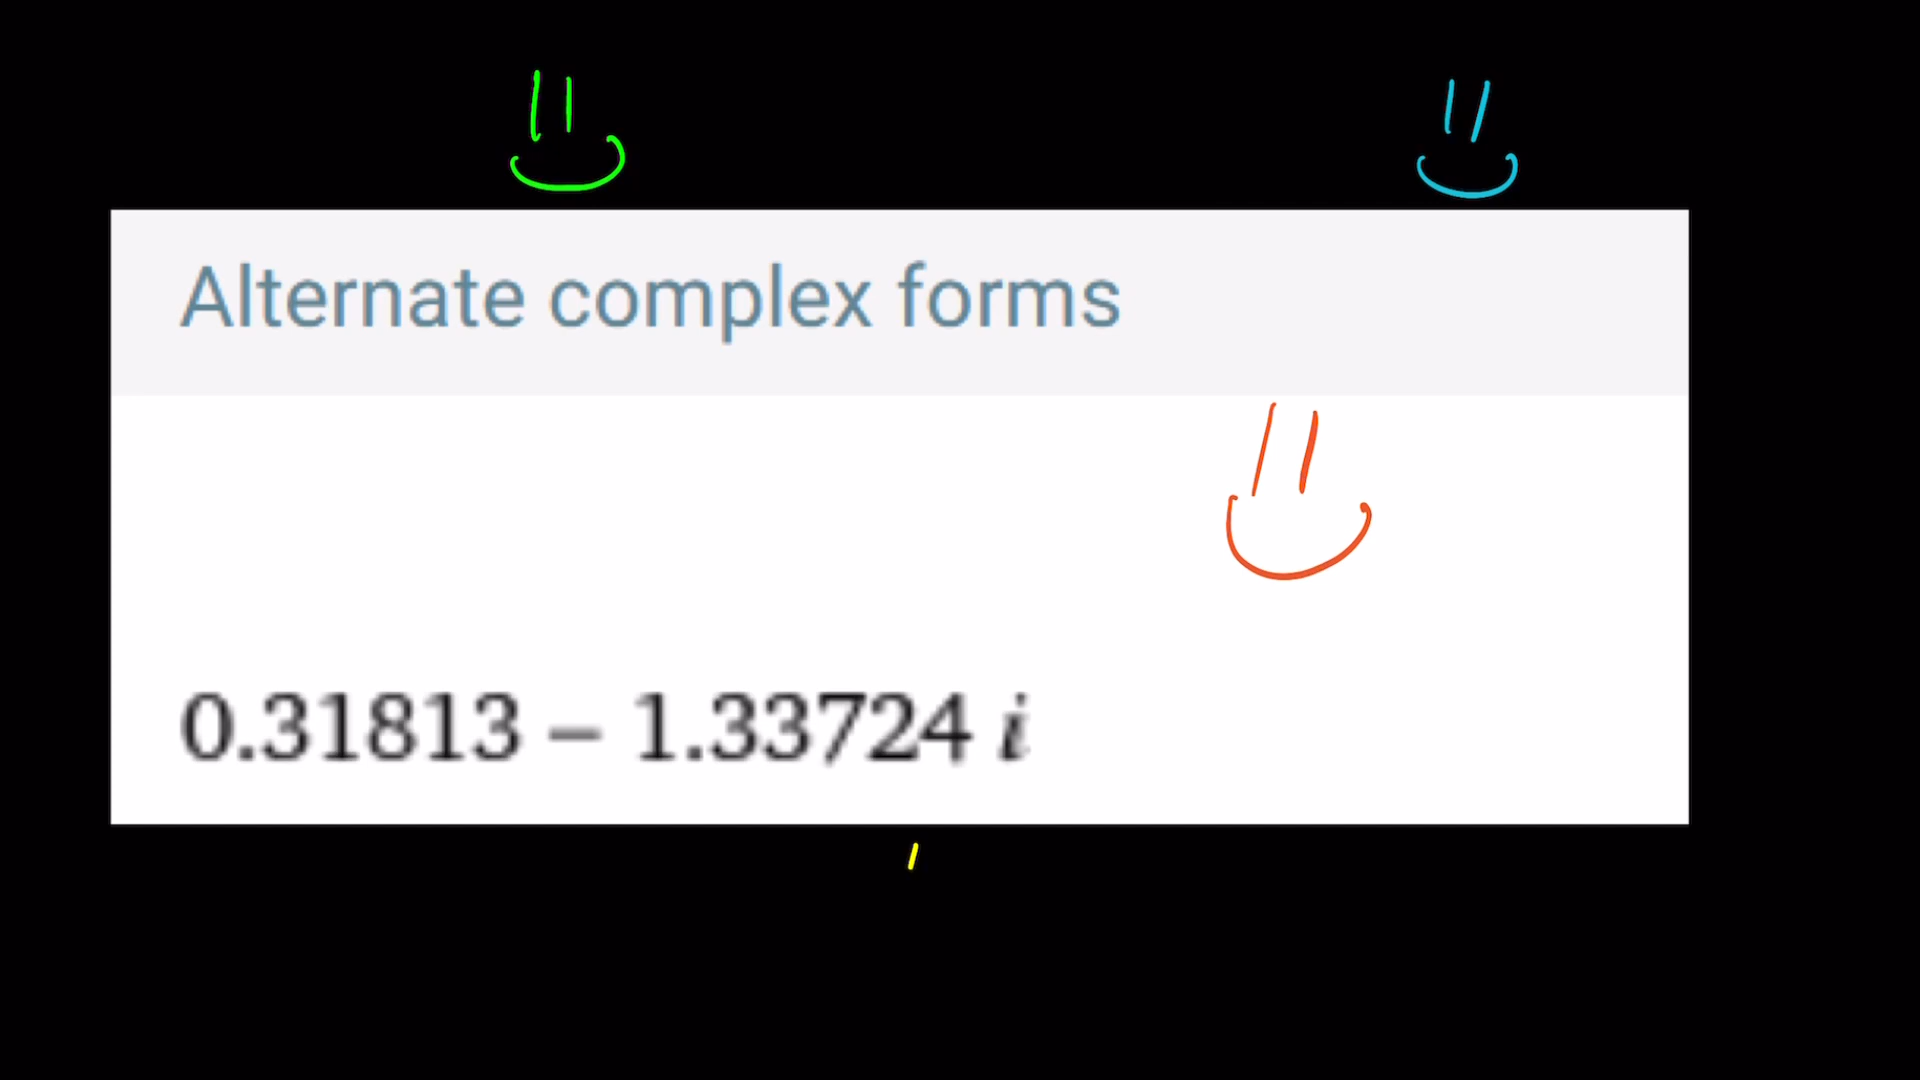 Alternate complex forms
0.31813 – 1.33724 i